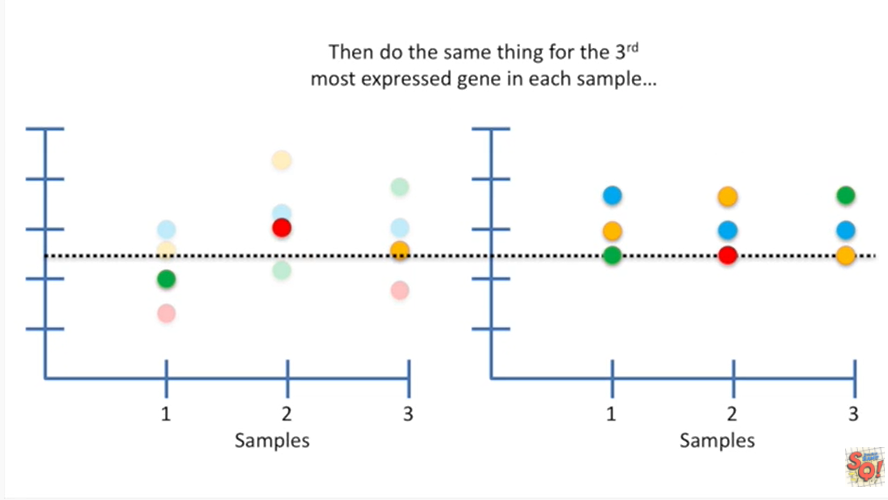 Then do the same thing for the 3rd
most expressed gene in each sample...
1
2
3
Samples
1
2
3
Samples
SQ!